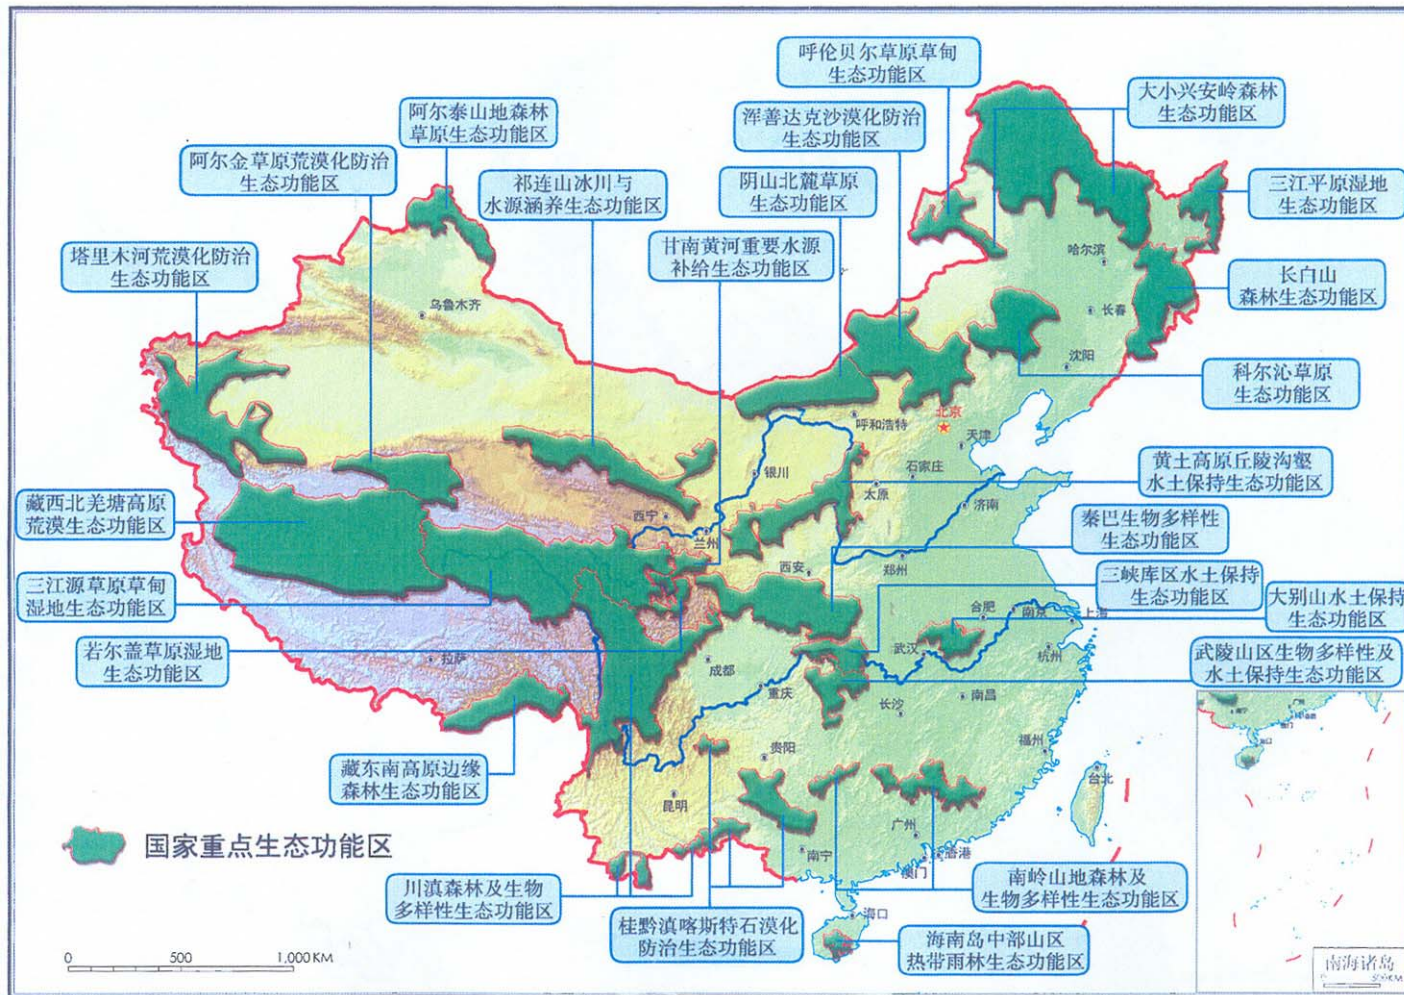 呼伦贝尔草原草甸
生态功能区
大小兴安岭森林
生态功能区
阿尔泰山地森林
草原生态功能区
浑善达克沙漠化防治
生态功能区
阿尔金草原荒漠化防治
生态功能区
祁连山冰川与
水源涵养生态功能区
阴山北麓草原
生态功能区
三江平原湿地
生态功能区
塔里木河荒漠化防治
生态功能区
甘南黄河重要水源
补给生态功能区
长白山
森林生态功能区
科尔沁草原
生态功能区
黄土高原丘陵沟壑
水土保持生态功能区
藏西北羌塘高原
荒漠生态功能区
秦巴生物多样性
生态功能区
三江源草原草甸
湿地生态功能区
三峡库区水土保持
生态功能区
大别山水土保持
生态功能区
若尔盖草原湿地
生态功能区
武陵山区生物多样性及
水土保持生态功能区
藏东南高原边缘
森林生态功能区
川滇森林及生物
多样性生态功能区
桂黔滇喀斯特石漠化
防治生态功能区
南岭山地森林及
生物多样性生态功能区
海南岛中部山区
热带雨林生态功能区
哈尔滨
长春
乌鲁木齐
沈阳
北京
呼和浩特
天津
银川
石家庄
太原
济南
西宁
兰州
西安
郑州
合肥
南京
上海
武汉
杭州
拉萨
成都
重庆
长沙
南昌
贵阳
福州
台北
昆明
广州
南宁
香港
澳门
海口
国家重点生态功能区
0 500 1,000KM
南海诸岛